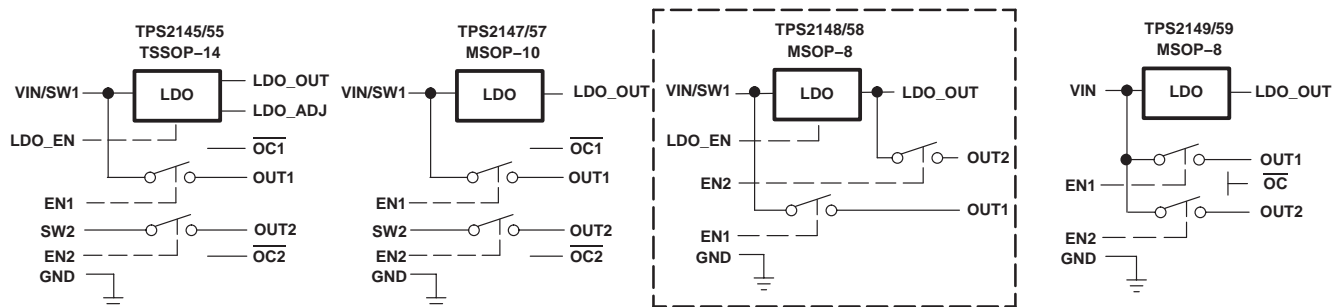 TPS2145/55
TSSOP–14
VIN/SW1
LDO
LDO_OUT
LDO_ADJ
LDO_EN
OC1
OUT1
EN1
SW2
OUT2
EN2
OC2
GND
TPS2147/57
MSOP–10
VIN/SW1
LDO
LDO_OUT
OC1
OUT1
EN1
SW2
OUT2
EN2
OC2
GND
TPS2148/58
MSOP–8
VIN/SW1
LDO
LDO_OUT
LDO_EN
OUT2
EN2
OUT1
EN1
GND
TPS2149/59
MSOP–8
VIN
LDO
LDO_OUT
OUT1
EN1
OC
OUT2
EN2
GND